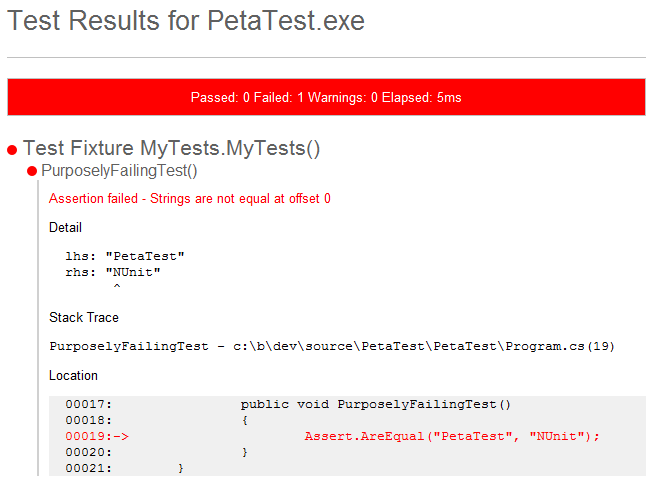 Test Results for PetaTest.exe
Passed: 0 Failed: 1 Warnings: 0 Elapsed: 5ms
Test Fixture MyTests.MyTests()
PurposelyFailingTest()
Assertion failed - Strings are not equal at offset 0
Detail
lhs: "PetaTest"
rhs: "NUnit"
^
Stack Trace
PurposelyFailingTest - c:\b\dev\source\PetaTest\PetaTest\Program.cs(19)
Location
00017:                public void PurposelyFailingTest()
00018:                {
00019:->                      Assert.AreEqual("PetaTest", "NUnit");
00020:                }
00021:        }